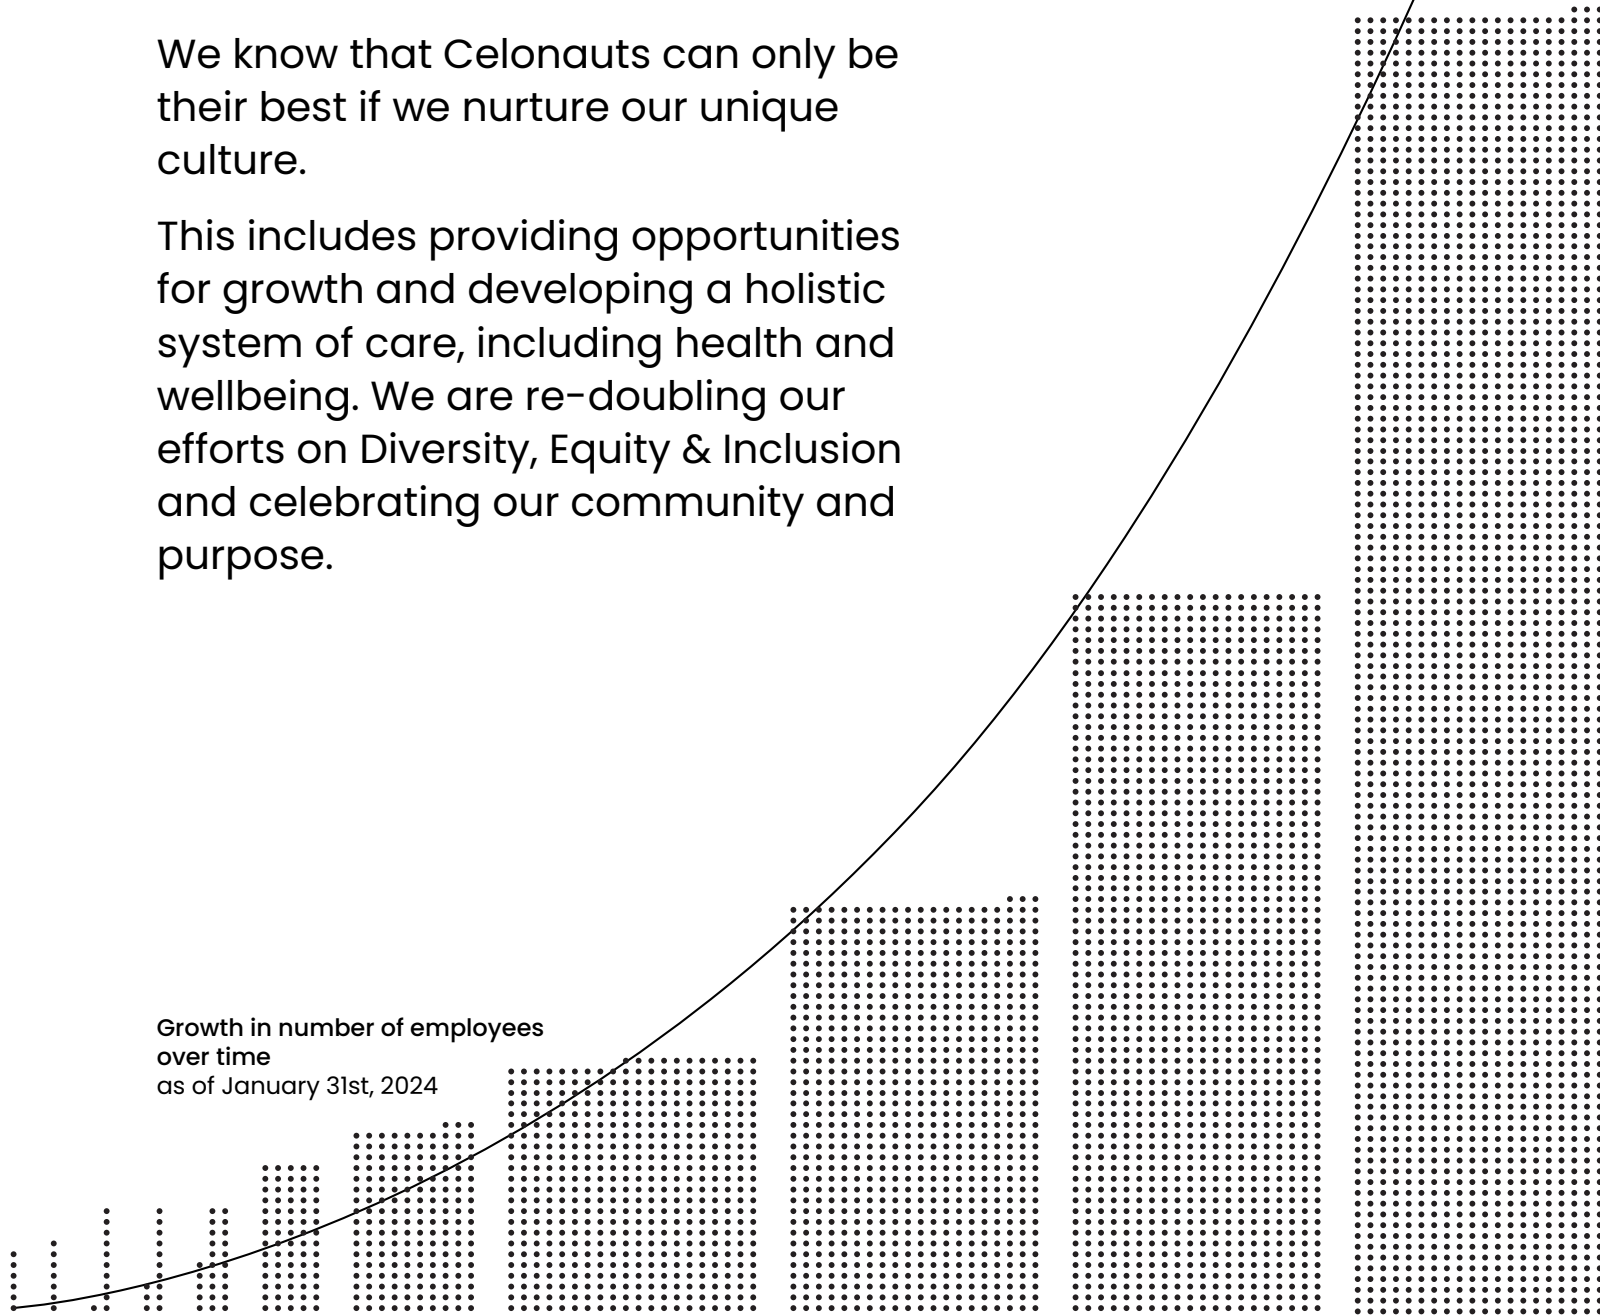 We know that Celonauts can only be
their best if we nurture our unique
culture.
This includes providing opportunities
for growth and developing a holistic
system of care, including health and
wellbeing. We are re-doubling our
efforts on Diversity, Equity & Inclusion
and celebrating our community and
purpose.
Growth in number of employees
over time
as of January 31st, 2024